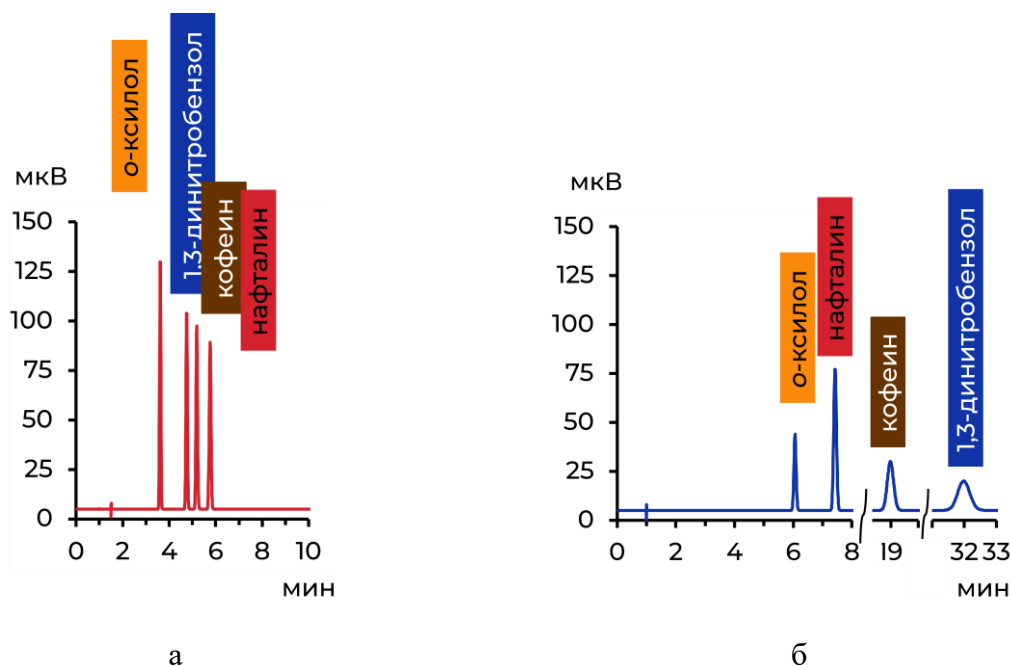 о-ксилол
1,3-динитробензол
кофеин
нафталин
мкВ
150
125
100
75
50
25
0
0 2 4 6 8 10
мин
а
о-ксилол
нафталин
кофеин
1,3-динитробензол
мкВ
150
125
100
75
50
25
0
0 2 4 6 8 19 32 33
мин
б